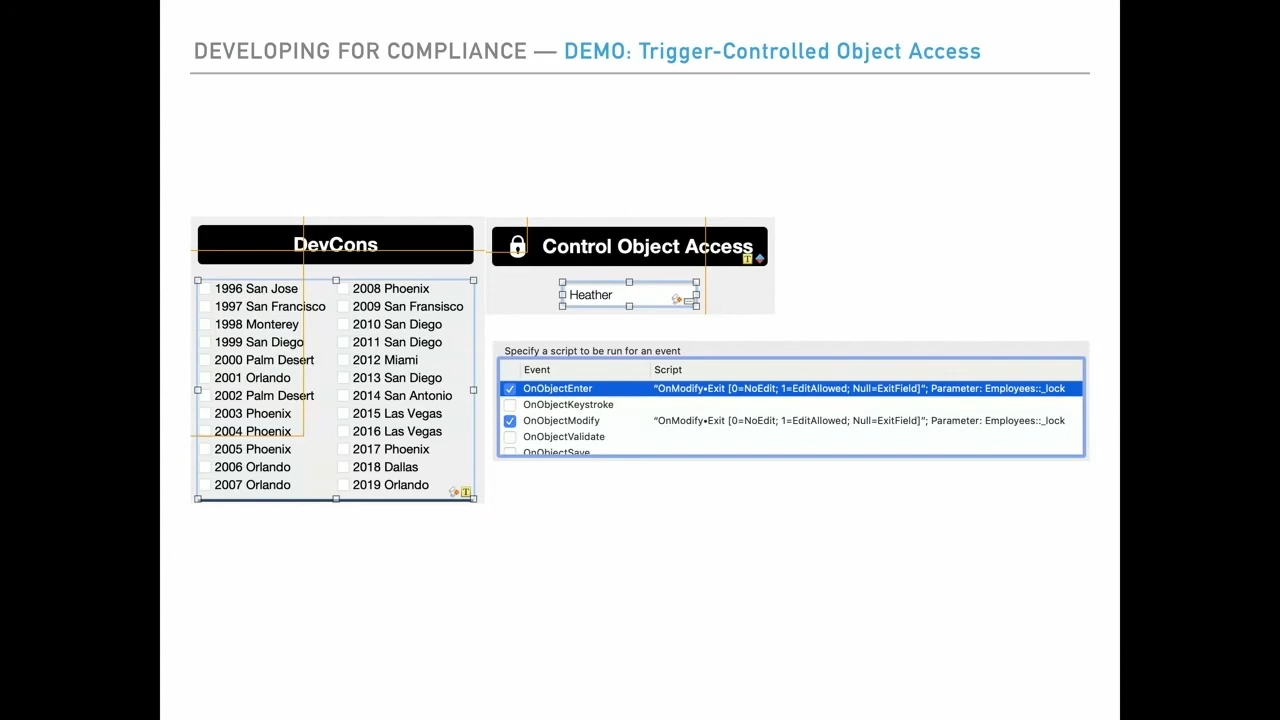 DEVELOPING FOR COMPLIANCE — DEMO: Trigger-Controlled Object Access
DevCons
1996 San Jose
1997 San Francisco
1998 Monterey
1999 San Diego
2000 Palm Desert
2001 Orlando
2002 Palm Desert
2003 Phoenix
2004 Phoenix
2005 Phoenix
2006 Orlando
2007 Orlando
2008 Phoenix
2009 San Fransisco
2010 San Diego
2011 San Diego
2012 Miami
2013 San Diego
2014 San Antonio
2015 Las Vegas
2016 Las Vegas
2017 Phoenix
2018 Dallas
2019 Orlando
T
Control Object Access
T
Heather
Specify a script to be run for an event
Event Script
OnObjectEnter “OnModify•Exit [0=NoEdit; 1=EditAllowed; Null=ExitField]”; Parameter: Employees::_lock
OnObjectKeystroke
OnObjectModify “OnModify•Exit [0=NoEdit; 1=EditAllowed; Null=ExitField]”; Parameter: Employees::_lock
OnObjectValidate
OnObjectSave